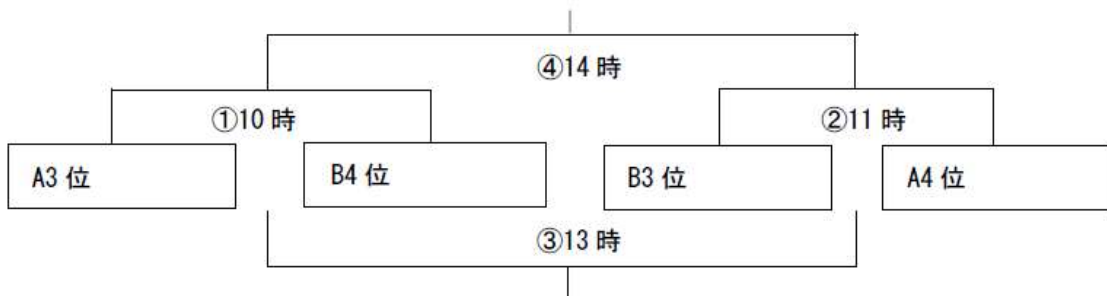 ④14 時
①10 時
②11 時
A3 位
B4 位
B3 位
A4 位
③13 時